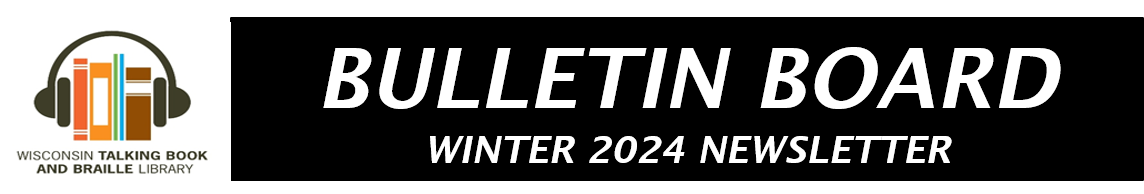 WISCONSIN TALKING BOOK
AND BRAILLE LIBRARY
BULLETIN BOARD
WINTER 2024 NEWSLETTER